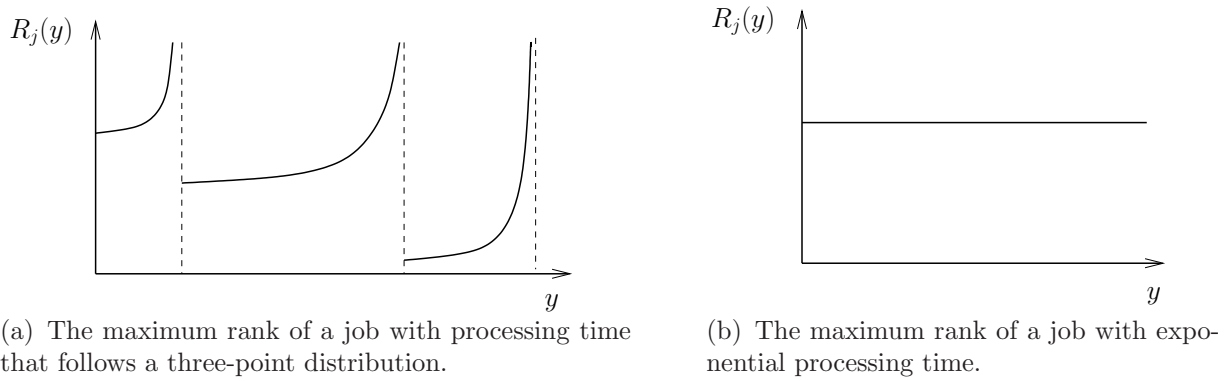 R_j(y)
y
(a) The maximum rank of a job with processing time
that follows a three-point distribution.
R_j(y)
y
(b) The maximum rank of a job with expo-
nential processing time.